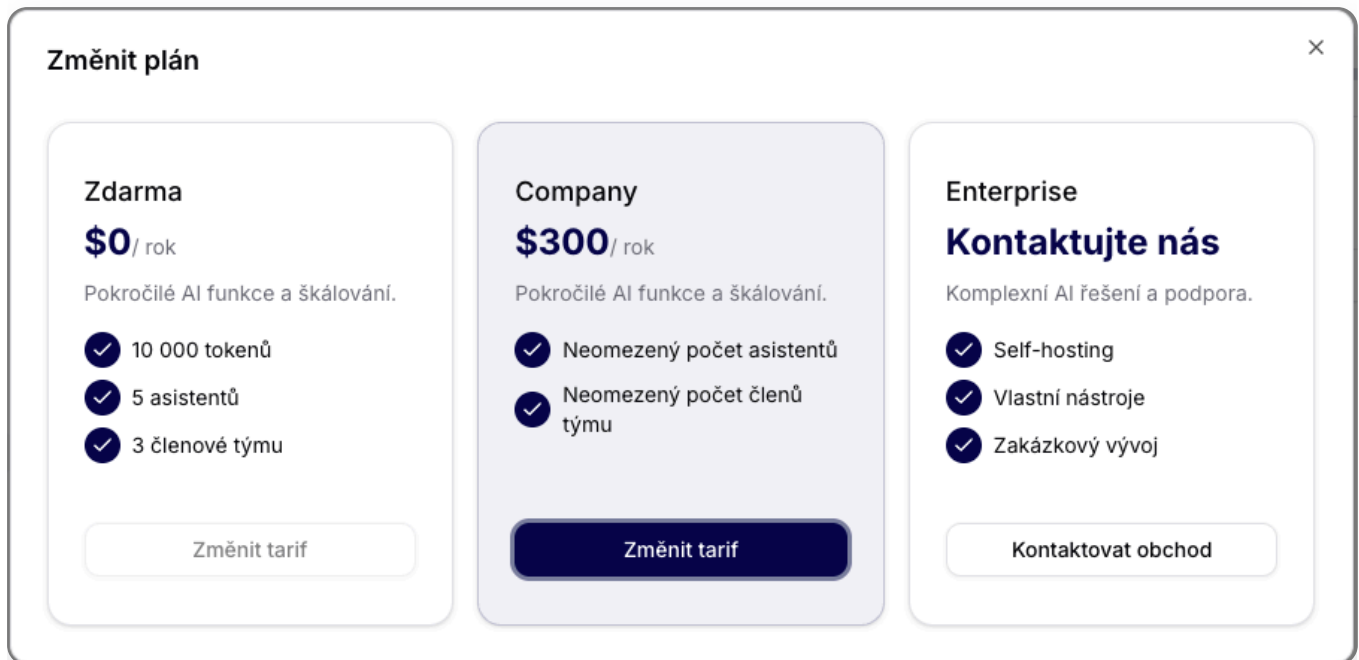 Změnit plán
Zdarma
$0/ rok
Pokročilé AI funkce a škálování.
10 000 tokenů
5 asistentů
3 členové týmu
Změnit tarif
Company
$300/ rok
Pokročilé AI funkce a škálování.
Neomezený počet asistentů
Neomezený počet členů
týmu
Změnit tarif
Enterprise
Kontaktujte nás
Komplexní AI řešení a podpora.
Self-hosting
Vlastní nástroje
Zakázkový vývoj
Kontaktovat obchod